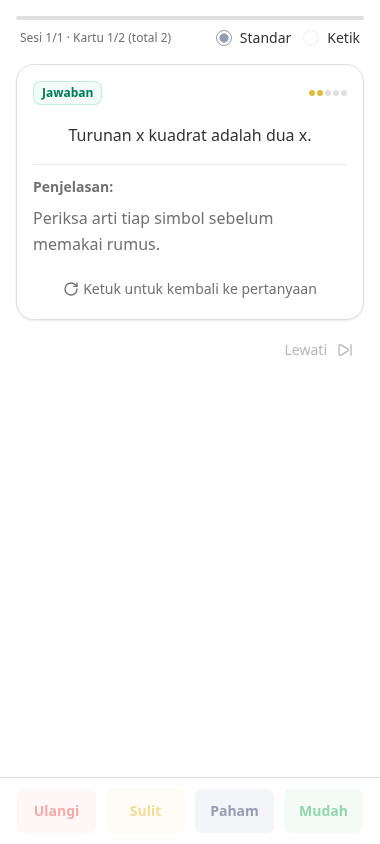 Sesi 1/1 · Kartu 1/2 (total 2)
Standar
Ketik
Jawaban
Turunan x kuadrat adalah dua x.
Penjelasan:
Periksa arti tiap simbol sebelum
memakai rumus.
Ketuk untuk kembali ke pertanyaan
Lewati
Ulangi
Sulit
Paham
Mudah